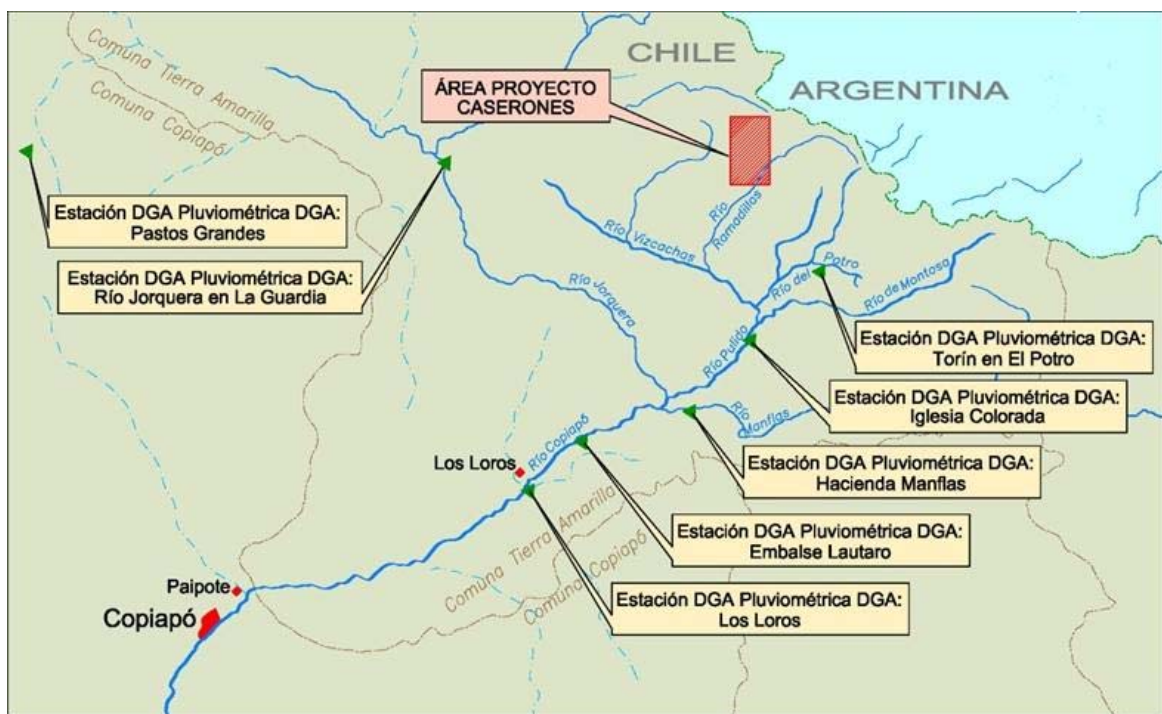 CHILE
ARGENTINA
ÁREA PROYECTO
CASERONES
Comuna Tierra Amarilla
Comuna Copiapó
Estación DGA Pluviométrica DGA:
Pastos Grandes
Estación DGA Pluviométrica DGA:
Río Jorquera en La Guardia
Río Vizcachas
Río
Ramadillas
Río del
Potro
Río de Montosa
Río Jorquera
Río Pulido
Estación DGA Pluviométrica DGA:
Torín en El Potro
Estación DGA Pluviométrica DGA:
Iglesia Colorada
Río
Manflas
Río Copiapó
Los Loros
Estación DGA Pluviométrica DGA:
Hacienda Manflas
Comuna Tierra Amarilla
Comuna Copiapó
Estación DGA Pluviométrica DGA:
Embalse Lautaro
Paipote
Copiapó
Estación DGA Pluviométrica DGA:
Los Loros